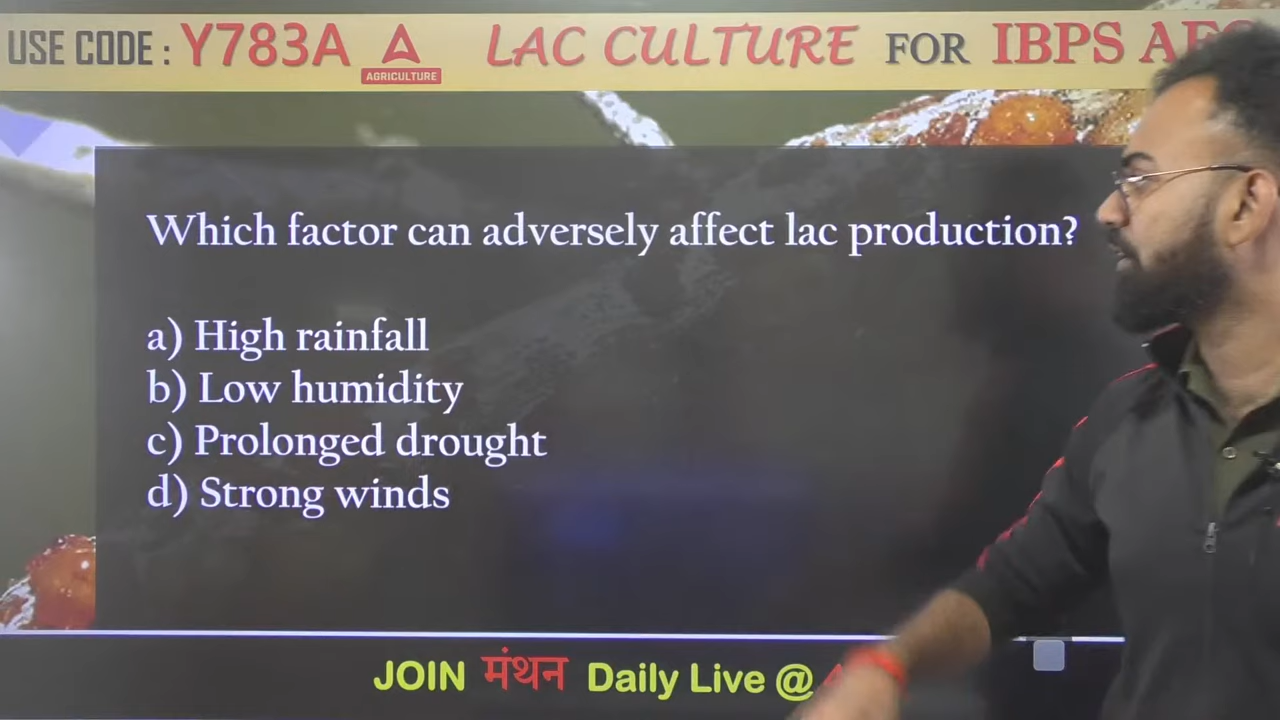 USE CODE : Y783A
AGRICULTURE
LAC CULTURE FOR IBPS AFO
Which factor can adversely affect lac production?
a) High rainfall
b) Low humidity
c) Prolonged drought
d) Strong winds
JOIN मंथन Daily Live @